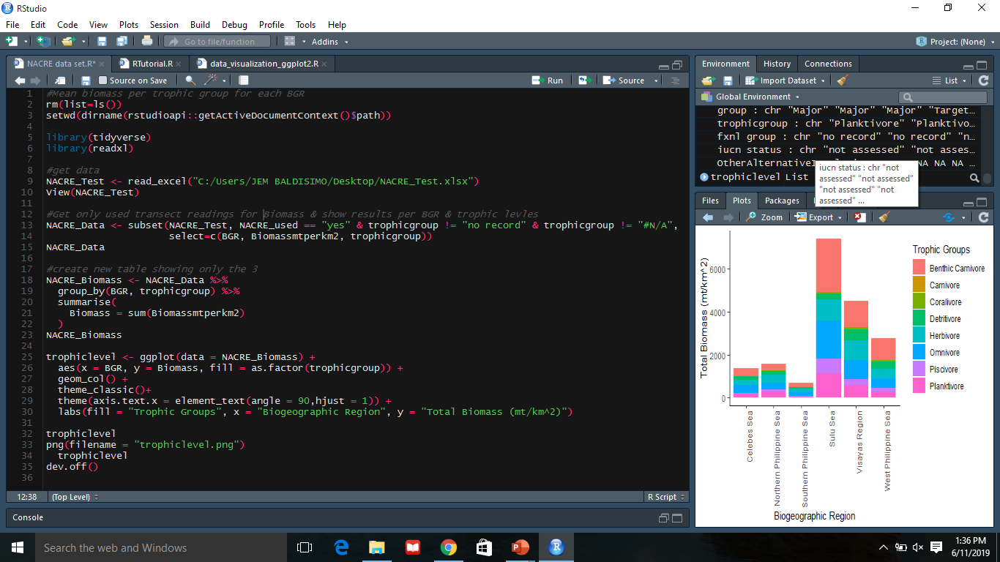 RStudio
File Edit Code View Plots Session Build Debug Profile Tools Help
Go to file/function Addins Project: (None)
NACRE data set.R* RTutorial.R data_visualization_ggplot2.R
Source on Save Run Source
1 #Mean biomass per trophic group for each BGR
2 rm(list=ls())
3 setwd(dirname(rstudioapi::getActiveDocumentContext()$path))
4
5 library(tidyverse)
6 library(readxl)
7
8 #get data
9 NACRE_Test <- read_excel("C:/Users/JEM BALDISIMO/Desktop/NACRE_Test.xlsx")
10 View(NACRE_Test)
11
12 #Get only used transect readings for Biomass & show results per BGR & trophic levles
13 NACRE_Data <- subset(NACRE_Test, NACRE_used == "yes" & trophicgroup != "no record" & trophicgroup != "#N/A",
14 select=c(BGR, Biomassmtperkm2, trophicgroup))
15 NACRE_Data
16
17 #create new table showing only the 3
18 NACRE_Biomass <- NACRE_Data %>%
19 group_by(BGR, trophicgroup) %>%
20 summarise(
21 Biomass = sum(Biomassmtperkm2)
22 )
23 NACRE_Biomass
24
25 trophiclevel <- ggplot(data = NACRE_Biomass) +
26 aes(x = BGR, y = Biomass, fill = as.factor(trophicgroup)) +
27 geom_col() +
28 theme_classic()+
29 theme(axis.text.x = element_text(angle = 90,hjust = 1)) +
30 labs(fill = "Trophic Groups", x = "Biogeographic Region", y = "Total Biomass (mt/km^2)")
31
32 trophiclevel
33 png(filename = "trophiclevel.png")
34 trophiclevel
35 dev.off()
36
12:38 (Top Level) R Script
Console
Environment History Connections
Import Dataset List
Global Environment
group : chr "Major" "Major" "Major" "Target…
trophicgroup : chr "Planktivore" "Planktivo…
fxnl group : chr "no record" "no record" "n…
iucn status : chr "not assessed" "not asses…
NA NA NA …
trophiclevel List
iucn status : chr "not
assessed" "not assessed"
"not assessed" "not
assessed" ...
Files Plots Packages
Zoom Export
Total Biomass (mt/km^2)
6000
4000
2000
0
Celebes Sea
Northern Philippine Sea
Southern Philippine Sea
Sulu Sea
Visayas Region
West Philippine Sea
Biogeographic Region
Trophic Groups
Benthic Carnivore
Carnivore
Coralivore
Detritivore
Herbivore
Omnivore
Piscivore
Planktivore
Search the web and Windows
1:36 PM
6/11/2019